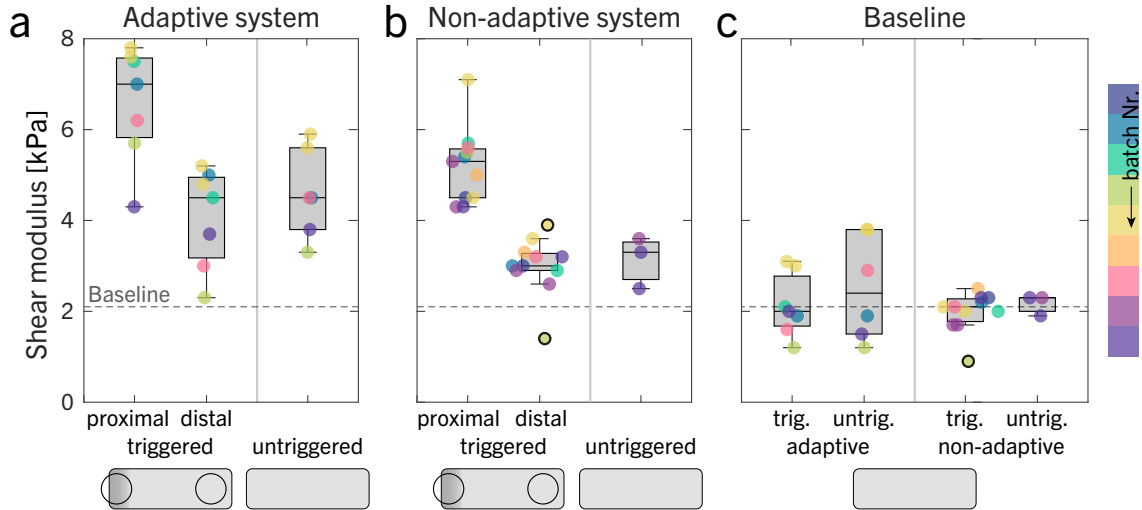 a
Adaptive system
b
Non-adaptive system
c
Baseline
Shear modulus [kPa]
8
6
4
2
0
Baseline
proximal distal
triggered
untriggered
proximal distal
triggered
untriggered
trig. untrig.
adaptive
trig. untrig.
non-adaptive
batch Nr.